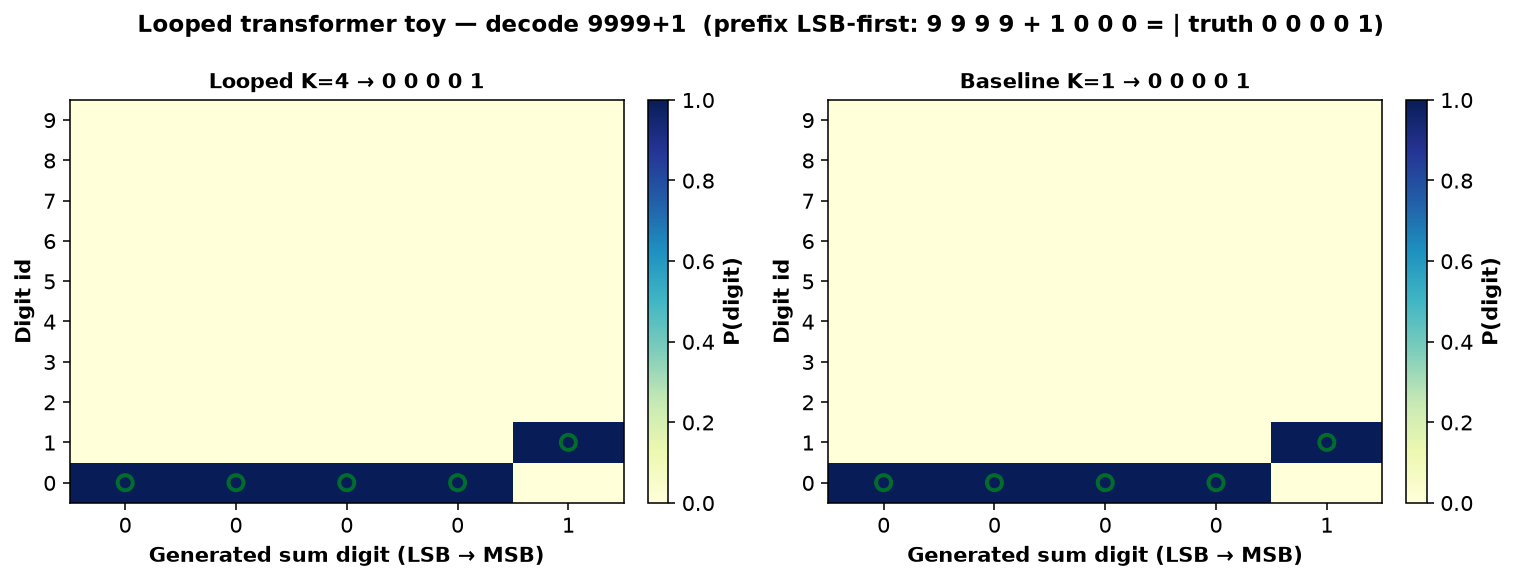 Looped transformer toy — decode 9999+1 (prefix LSB-first: 9 9 9 9 + 1 0 0 0 = | truth 0 0 0 0 1)
Looped K=4 → 0 0 0 0 1
Digit id
9
8
7
6
5
4
3
2
1
0
0 0 0 0 1
Generated sum digit (LSB → MSB)
1.0
0.8
0.6
0.4
0.2
0.0
P(digit)
Baseline K=1 → 0 0 0 0 1
Digit id
9
8
7
6
5
4
3
2
1
0
0 0 0 0 1
Generated sum digit (LSB → MSB)
1.0
0.8
0.6
0.4
0.2
0.0
P(digit)